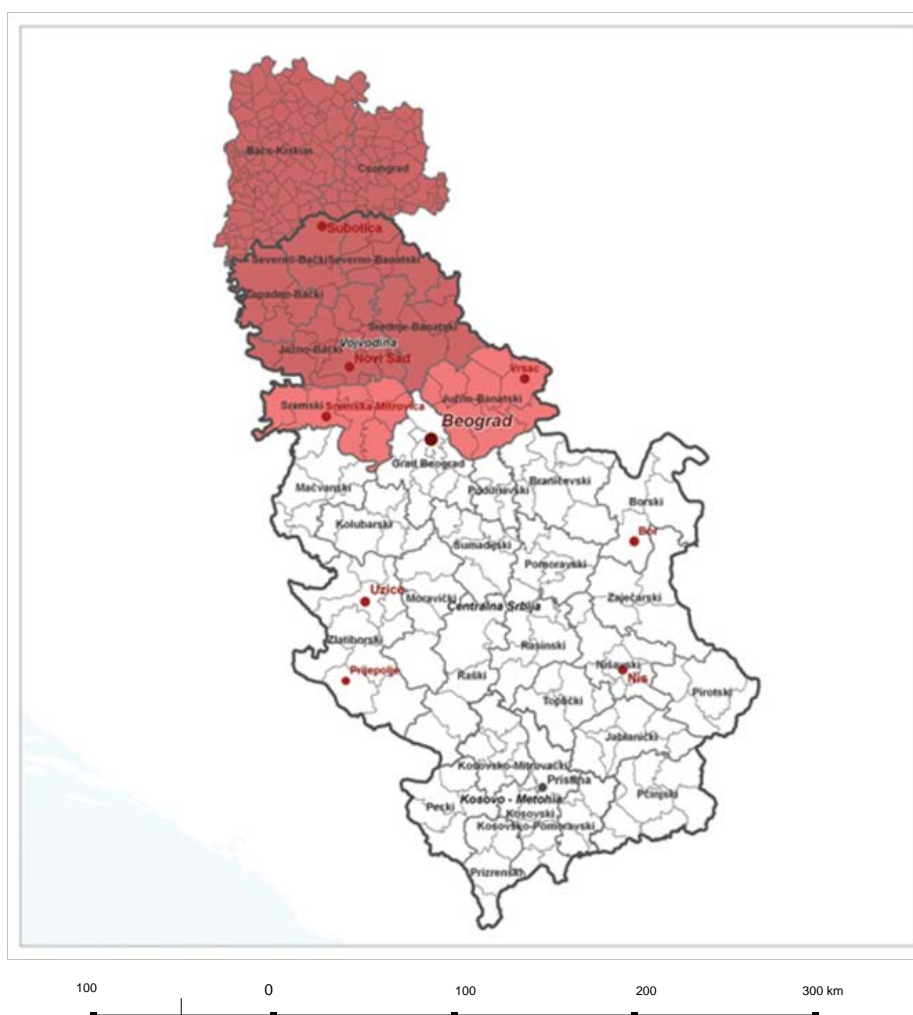 Bács-Kiskun
Csongrad
Subotica
Severno-Bački
Severno-Banatski
Zapadno-Bački
Srednje-Banatski
Vojvodina
Južno-Bački
Novi Sad
Vrsac
Južno-Banatski
Sremski
Sremska Mitrovica
Beograd
Grad Beograd
Mačvanski
Podunavski
Braničevski
Borski
Kolubarski
Bor
Šumadijski
Pomoravski
Uzice
Moravički
Centralna Srbija
Zaječarski
Zlatiborski
Rasinski
Prijepolje
Raški
Nišavski
Nis
Pirotski
Toplički
Jablanički
Kosovsko-Mitrovački
Pristina
Kosovo - Metohia
Pčinjski
Pecki
Kosovski
Kosovsko-Pomoravski
Prizrenski
100 0 100 200 300 km